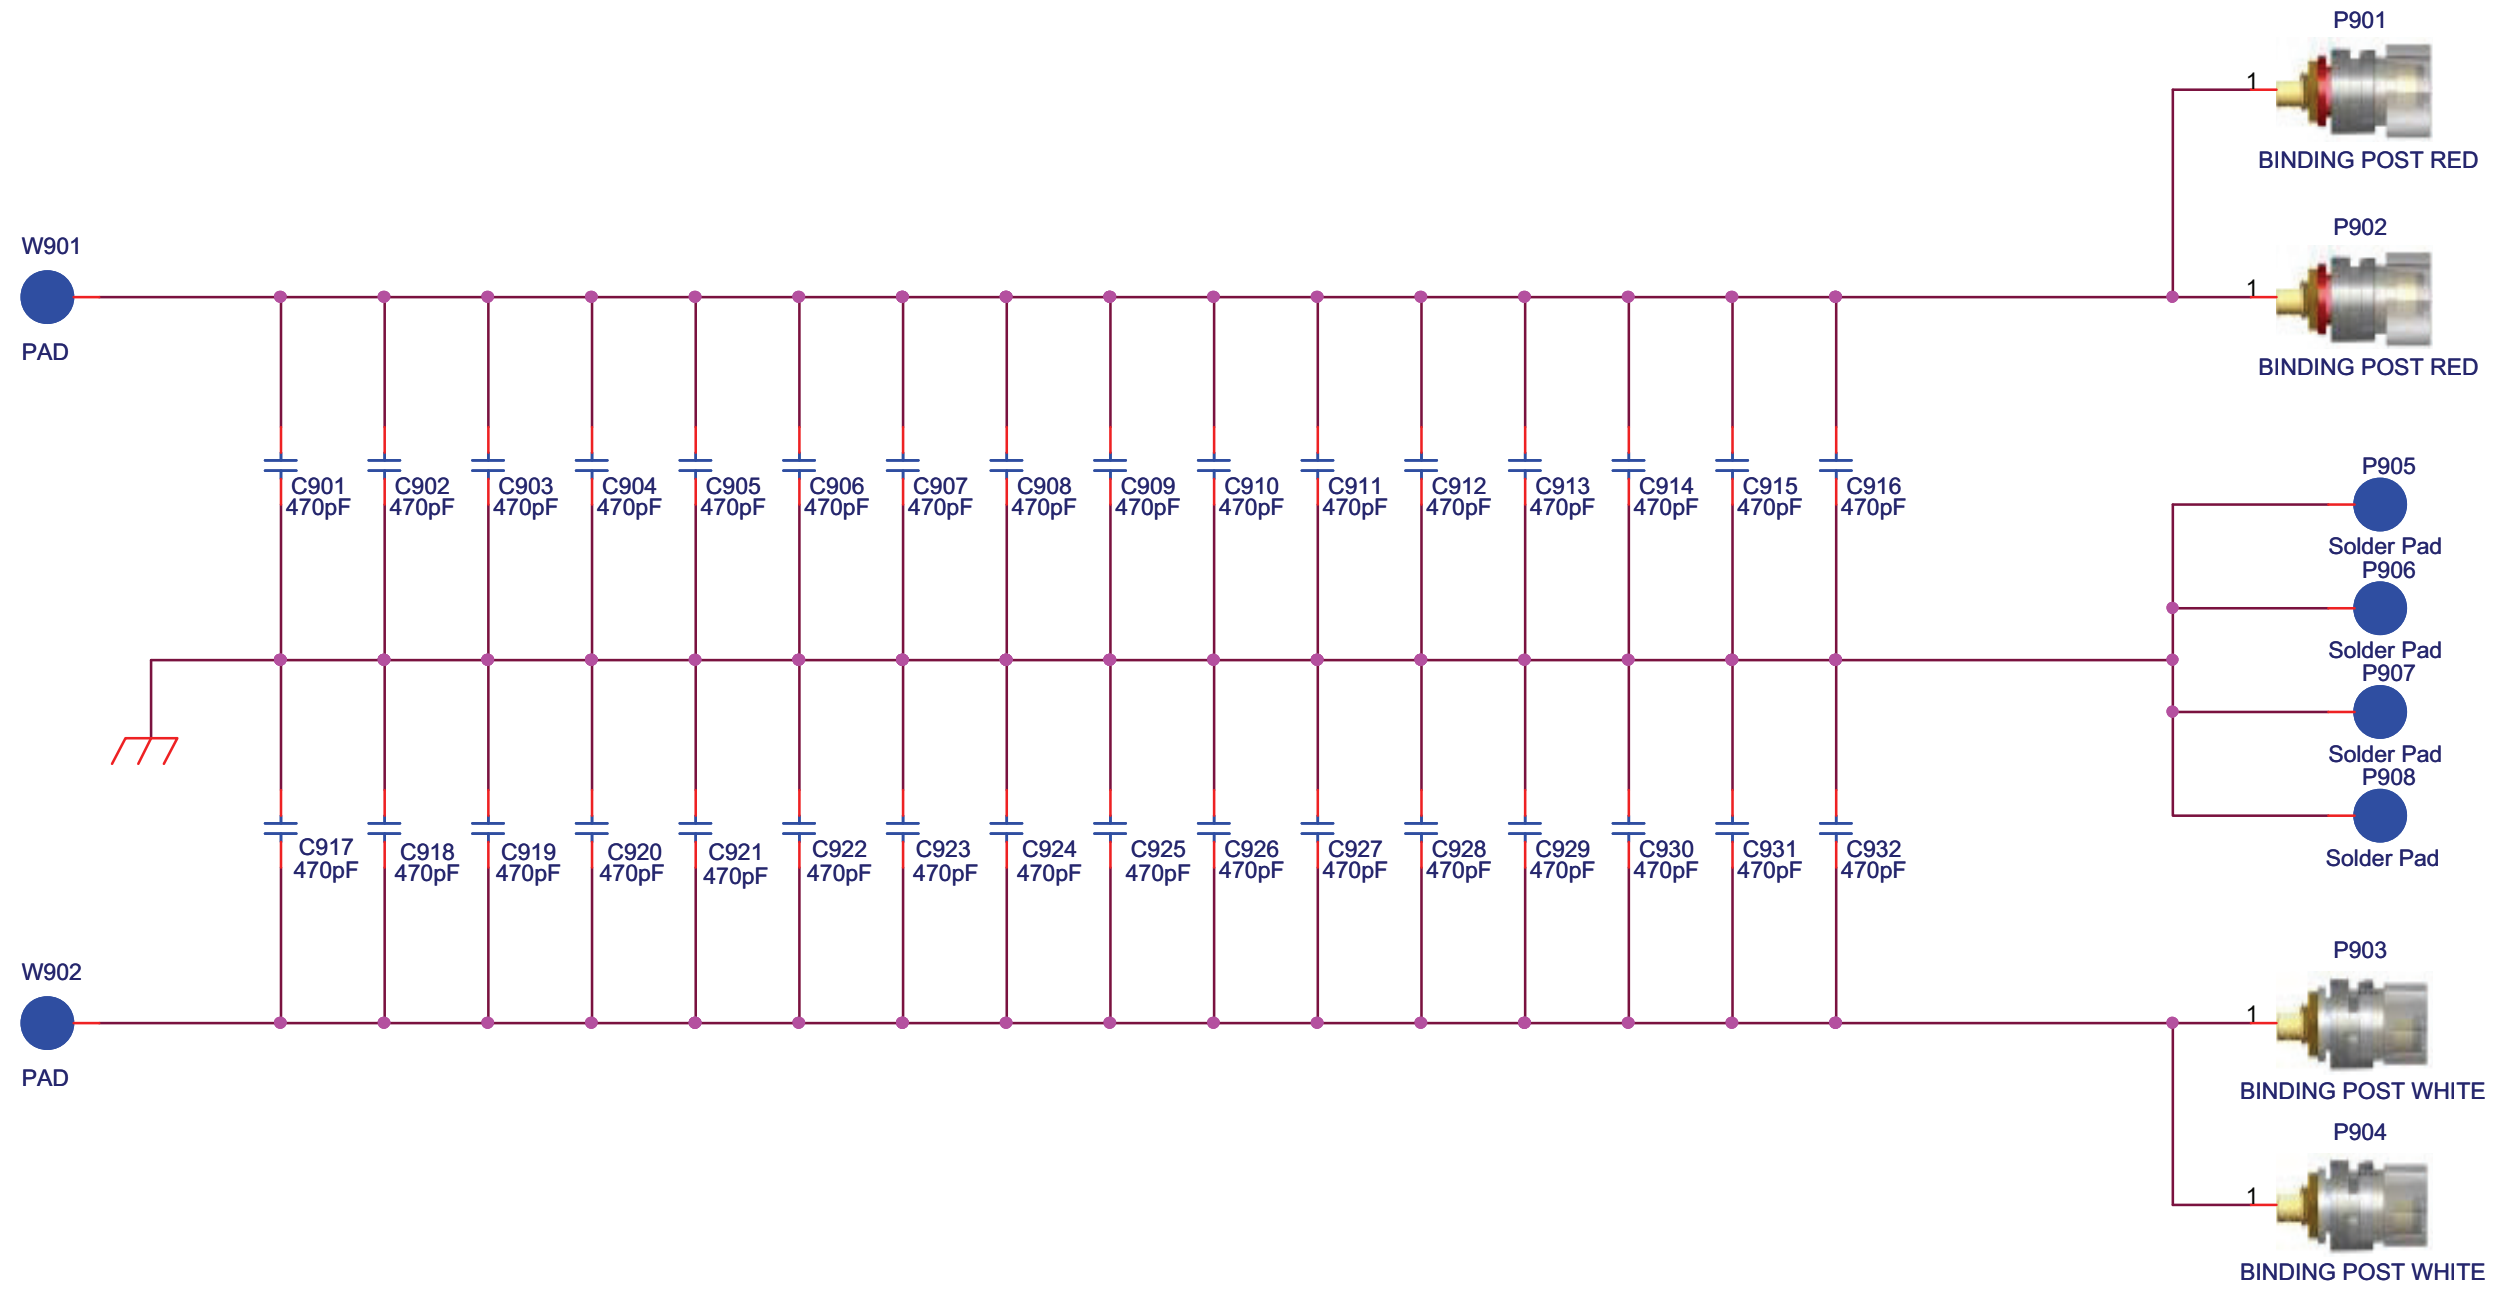 P901
1
BINDING POST RED
W901
P902
1
PAD
BINDING POST RED
P905
C901 C902 C903 C904 C905 C906 C907 C908 C909 C910 C911 C912 C913 C914 C915 C916
470pF 470pF 470pF 470pF 470pF 470pF 470pF 470pF 470pF 470pF 470pF 470pF 470pF 470pF 470pF 470pF
Solder Pad
P906
Solder Pad
P907
Solder Pad
P908
C917 C918 C919 C920 C921 C922 C923 C924 C925 C926 C927 C928 C929 C930 C931 C932
470pF 470pF 470pF 470pF 470pF 470pF 470pF 470pF 470pF 470pF 470pF 470pF 470pF 470pF 470pF 470pF
Solder Pad
P903
W902
1
PAD
BINDING POST WHITE
P904
1
BINDING POST WHITE